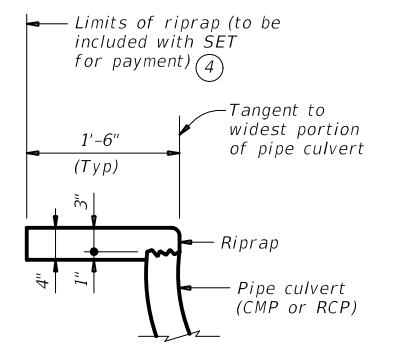 Limits of riprap (to be
included with SET
for payment) 4
Tangent to
widest portion
of pipe culvert
1'-6"
(Typ)
3"
4"
1"
Riprap
Pipe culvert
(CMP or RCP)